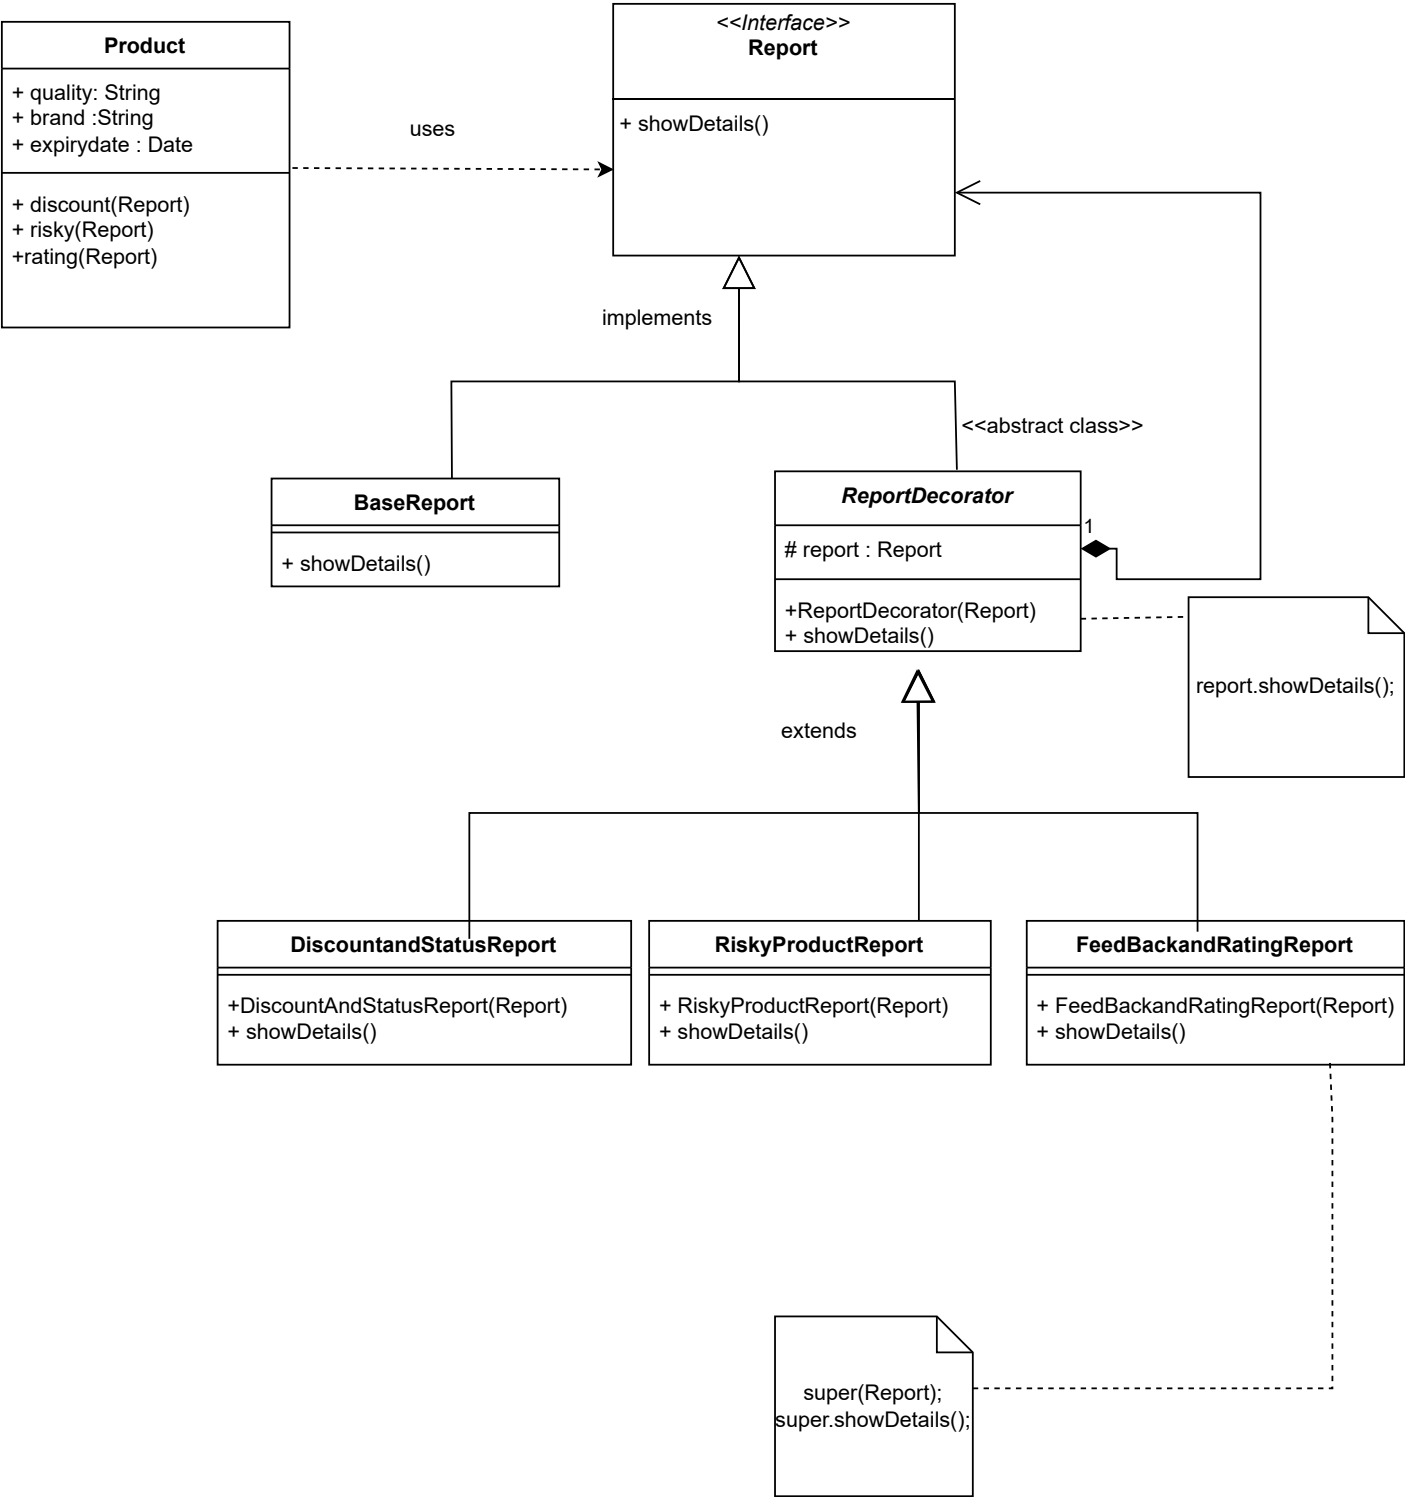 Product
+ quality: String
+ brand :String
+ expirydate : Date
+ discount(Report)
+ risky(Report)
+rating(Report)
uses
<<Interface>>
Report
+ showDetails()
implements
<<abstract class>>
BaseReport
+ showDetails()
ReportDecorator
# report : Report
1
+ReportDecorator(Report)
+ showDetails()
report.showDetails();
extends
DiscountandStatusReport
+DiscountAndStatusReport(Report)
+ showDetails()
RiskyProductReport
+ RiskyProductReport(Report)
+ showDetails()
FeedBackandRatingReport
+ FeedBackandRatingReport(Report)
+ showDetails()
super(Report);
super.showDetails();